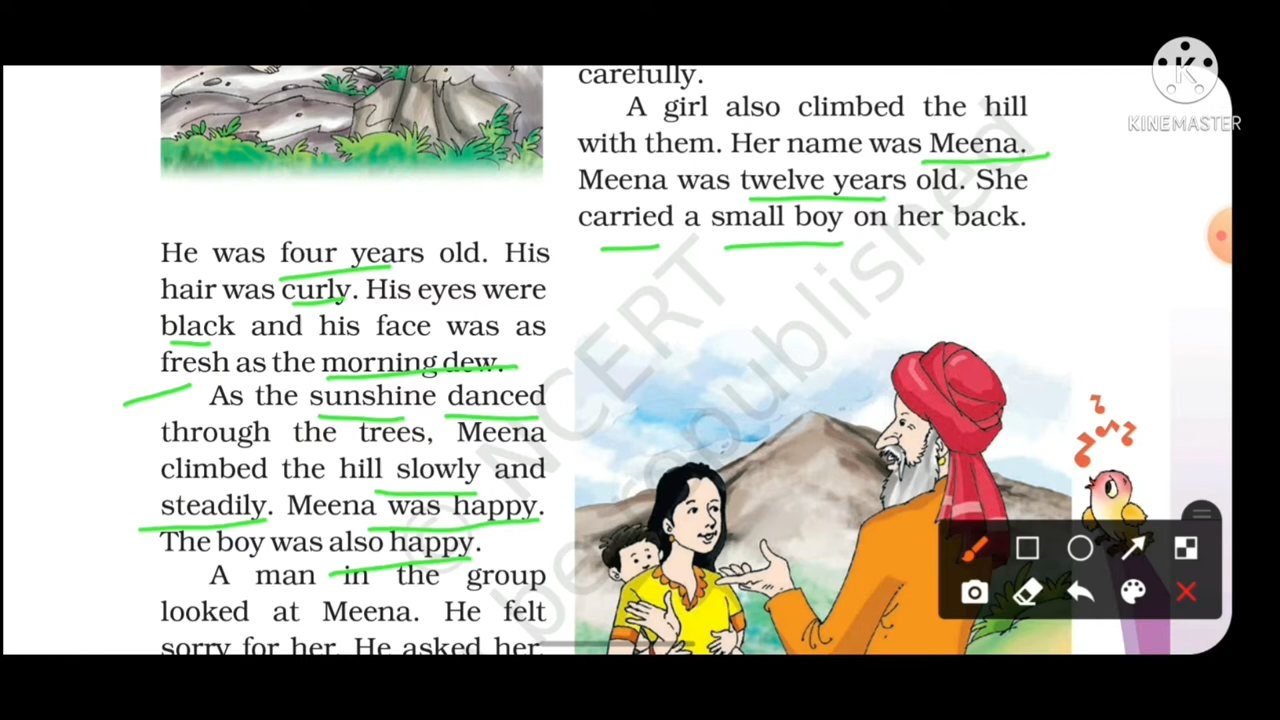 carefully.
A girl also climbed the hill
with them. Her name was Meena.
Meena was twelve years old. She
carried a small boy on her back.
He was four years old. His
hair was curly. His eyes were
black and his face was as
fresh as the morning dew.
As the sunshine danced
through the trees, Meena
climbed the hill slowly and
steadily. Meena was happy.
The boy was also happy.
A man in the group
looked at Meena. He felt
sorry for her. He asked her,
© NCERT
be republished
K
KINEMASTER